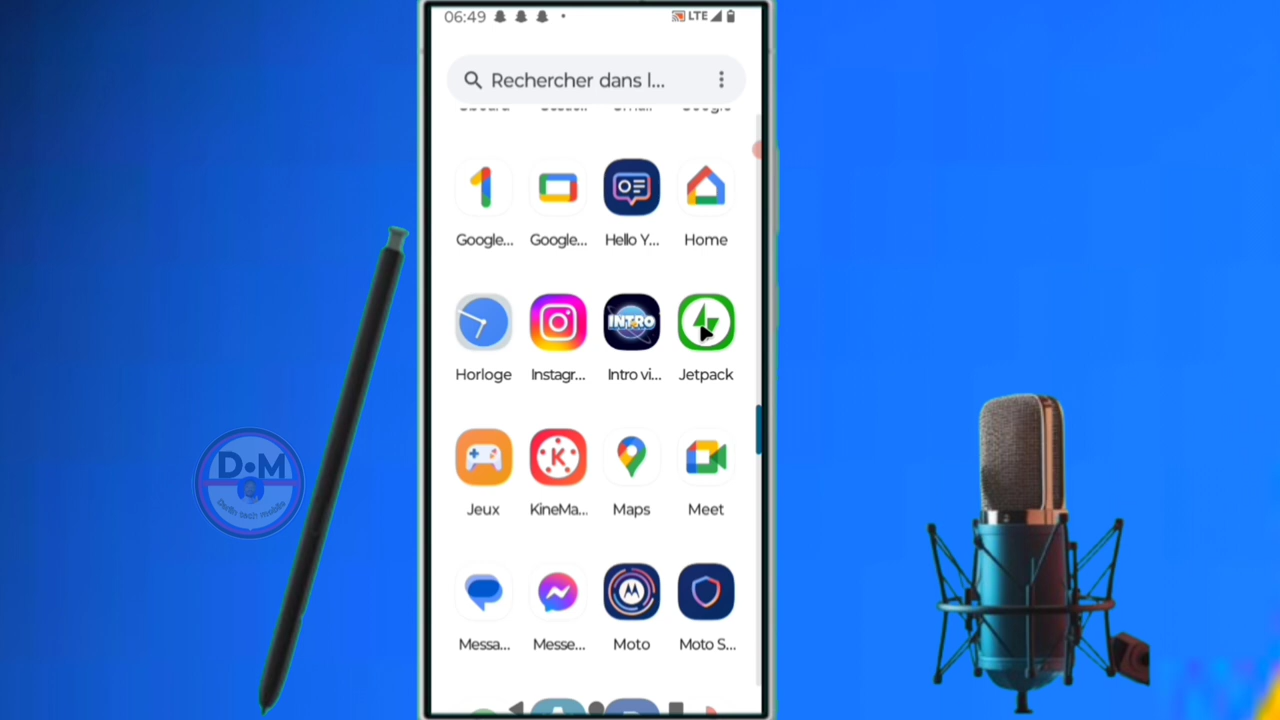 06:49 LTE
Rechercher dans l...
Google... Google... Hello Y... Home
INTRO
Horloge Instagr... Intro vi... Jetpack
Jeux KineMa... Maps Meet
Messa... Messe... Moto Moto S...
D•M